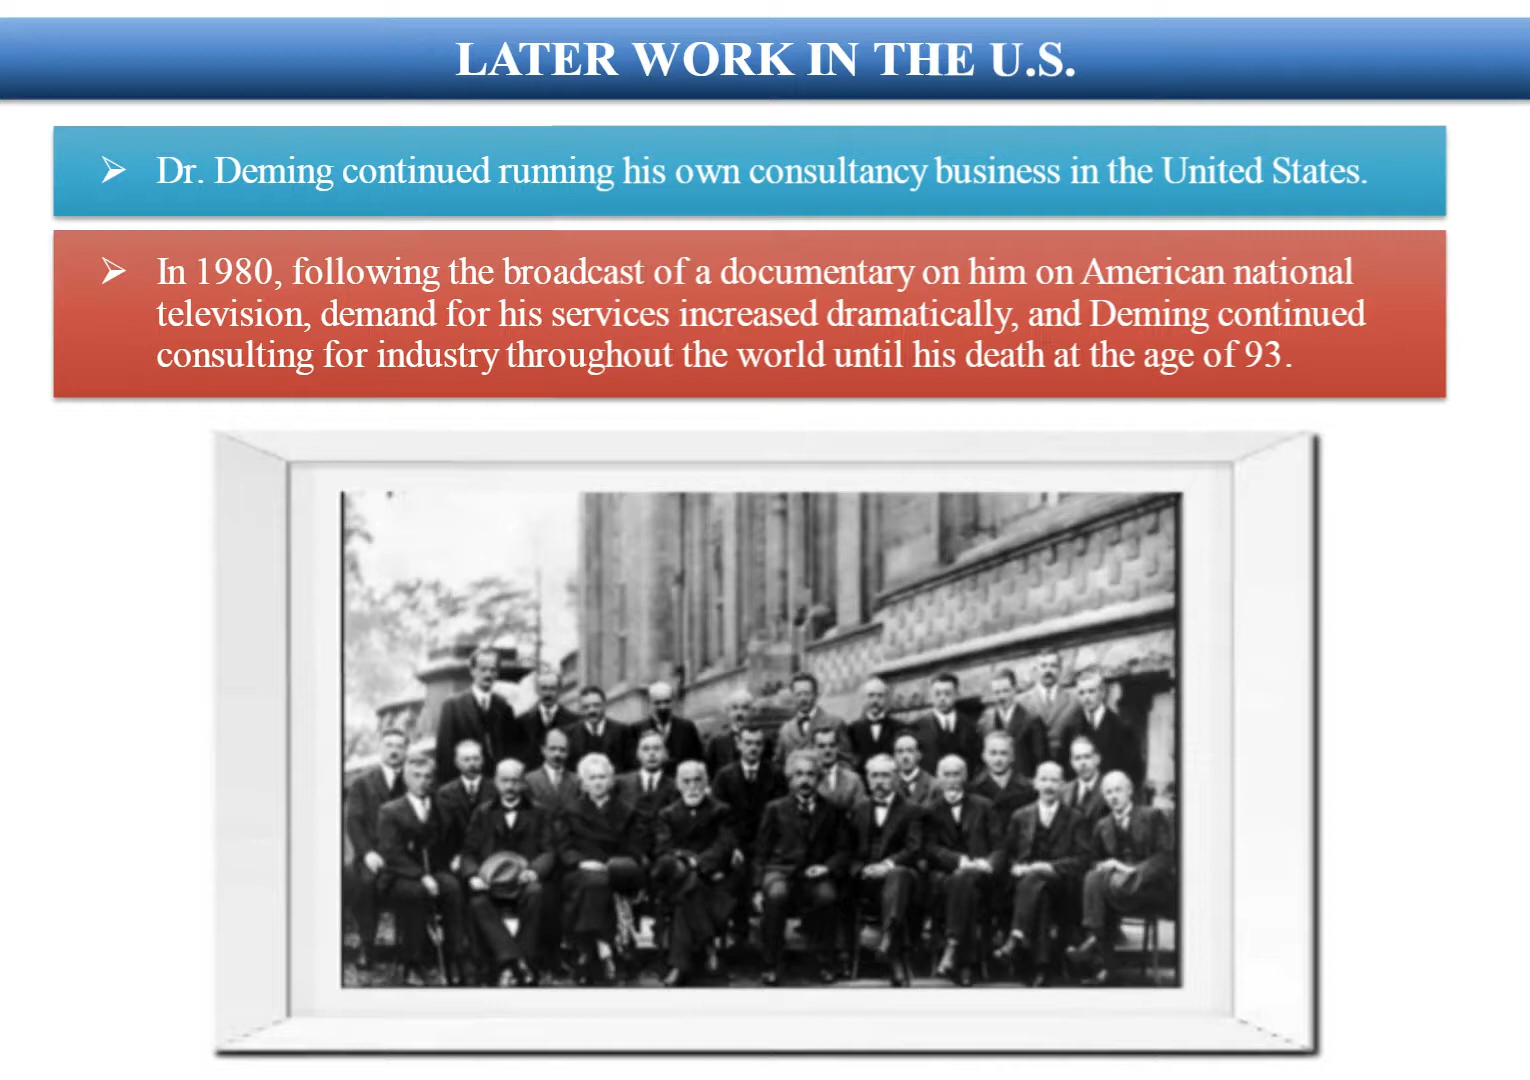 LATER WORK IN THE U.S.
➢ Dr. Deming continued running his own consultancy business in the United States.
➢ In 1980, following the broadcast of a documentary on him on American national
television, demand for his services increased dramatically, and Deming continued
consulting for industry throughout the world until his death at the age of 93.